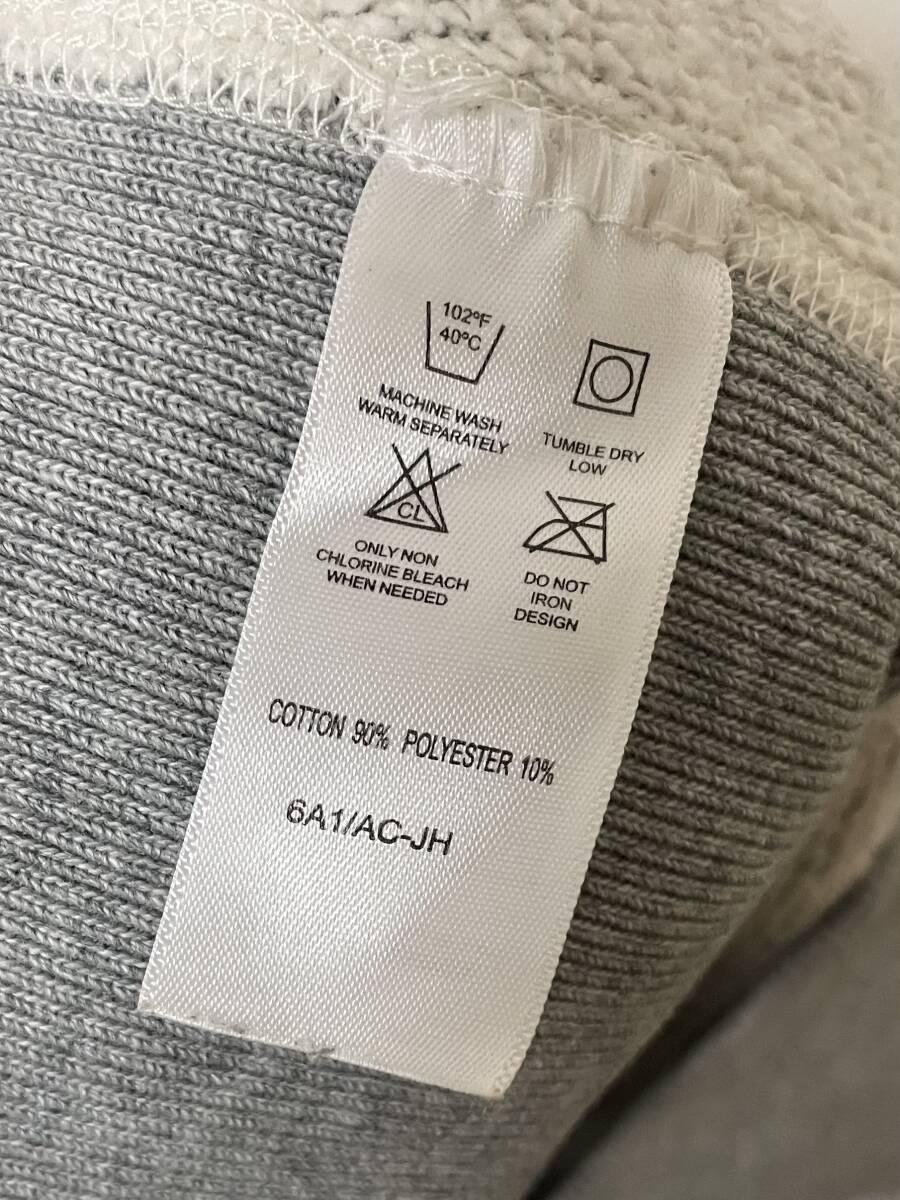 102°F
40°C
MACHINE WASH
WARM SEPARATELY
TUMBLE DRY
LOW
CL
ONLY NON
CHLORINE BLEACH
WHEN NEEDED
DO NOT
IRON
DESIGN
COTTON 90% POLYESTER 10%
6A1/AC-JH